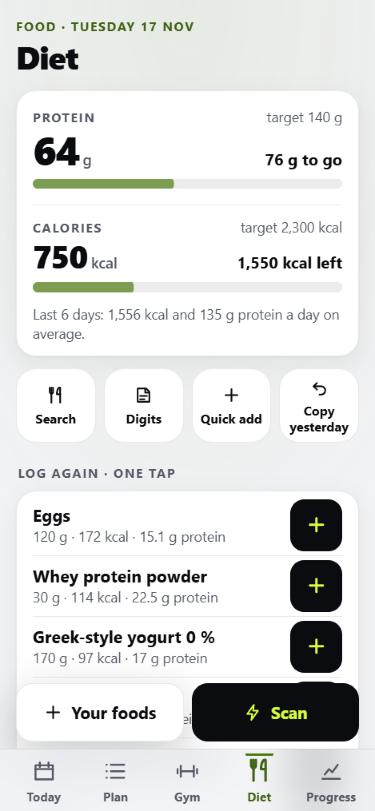 FOOD · TUESDAY 17 NOV
Diet
PROTEIN target 140 g
64 g 76 g to go
CALORIES target 2,300 kcal
750 kcal 1,550 kcal left
Last 6 days: 1,556 kcal and 135 g protein a day on
average.
Search
Digits
Quick add
Copy
yesterday
LOG AGAIN · ONE TAP
Eggs
120 g · 172 kcal · 15.1 g protein
Whey protein powder
30 g · 114 kcal · 22.5 g protein
Greek-style yogurt 0 %
170 g · 97 kcal · 17 g protein
Your foods
Scan
Today
Plan
Gym
Diet
Progress